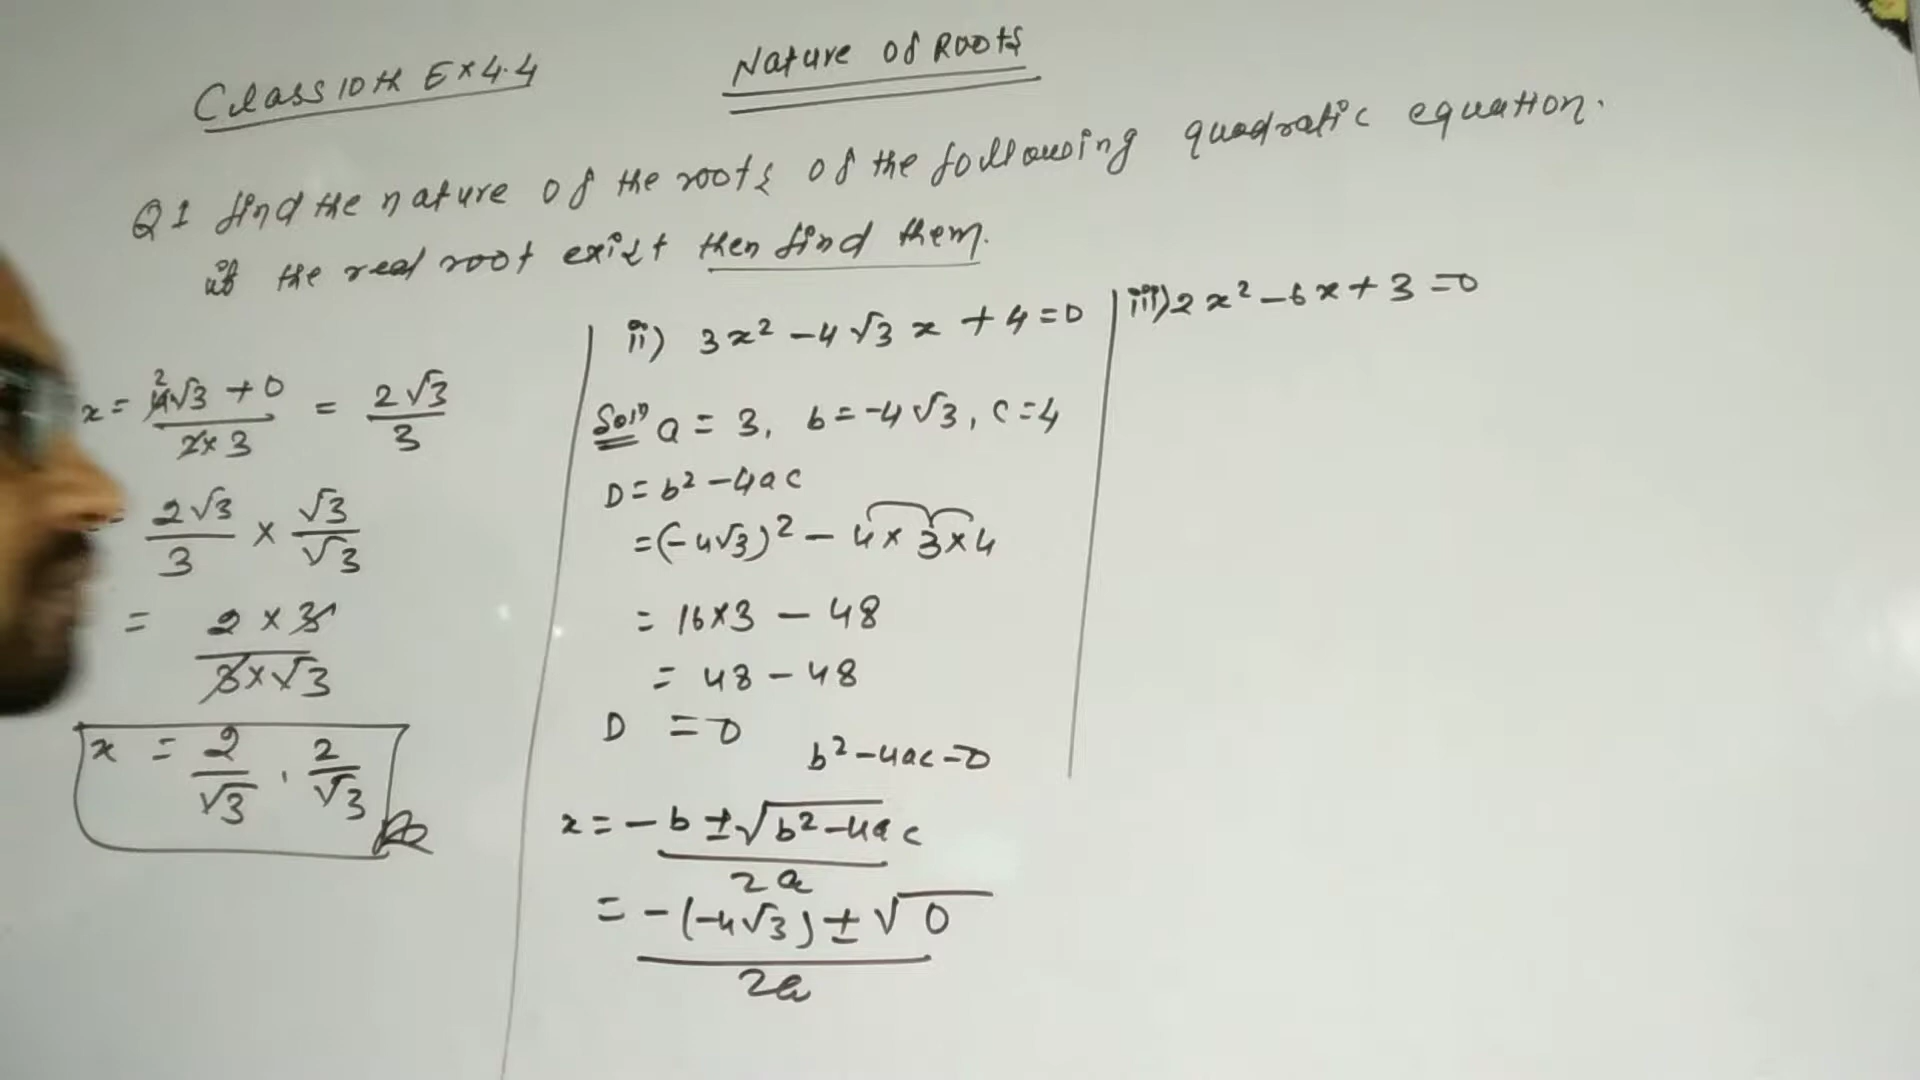 Class 10th Ex 4.4
Nature of Roots
Q1 find the nature of the roots of the following quadratic equation.
if the real root exist then find them.
ii) 3x² - 4√3 x + 4 = 0
Solⁿ a = 3, b = -4√3, c = 4
D = b² - 4ac
= (-4√3)² - 4 × 3 × 4
= 16×3 - 48
= 48 - 48
D = 0
b² - 4ac = 0
x = -b ± √b² - 4ac / 2a
= -(-4√3) ± √0 / 2a
x = 4√3 + 0 / 2×3 = 2√3 / 3
2
= 2√3 / 3 × √3 / √3
= 2 × 3 / 3×√3
x = 2/√3 , 2/√3
iii) 2x² - 6x + 3 = 0